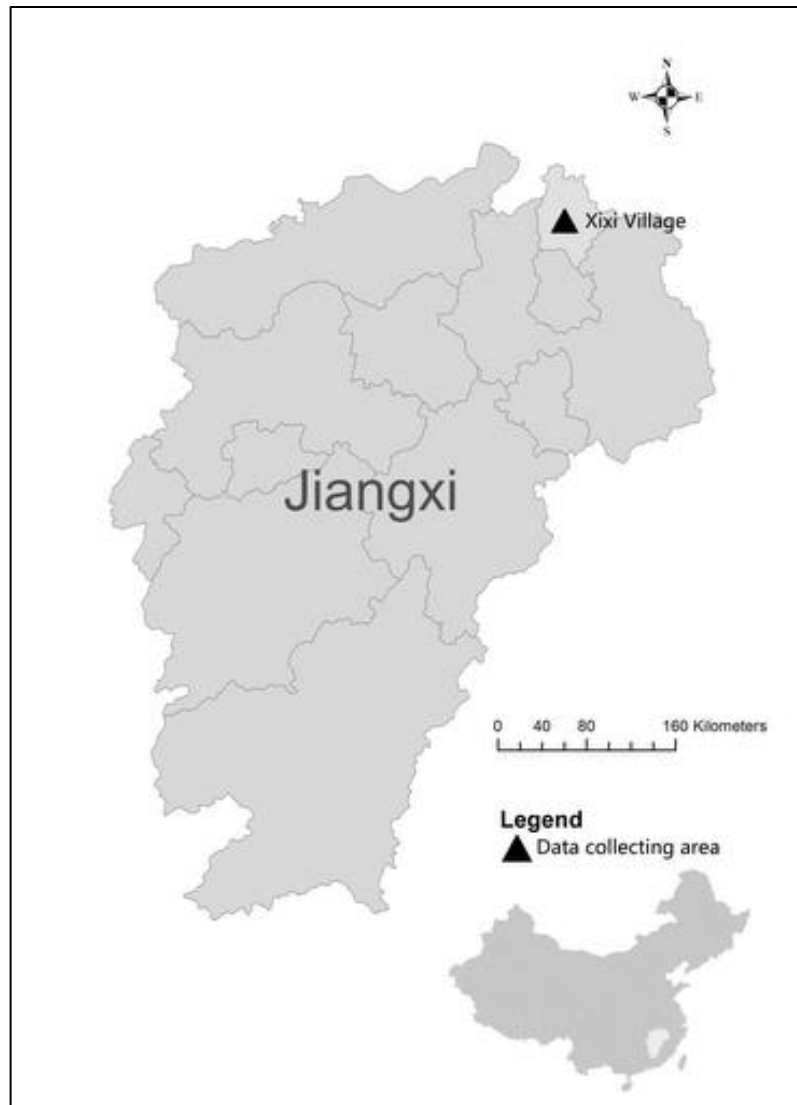 N
W E
S
Xixi Village
Jiangxi
0 40 80 160 Kilometers
Legend
Data collecting area